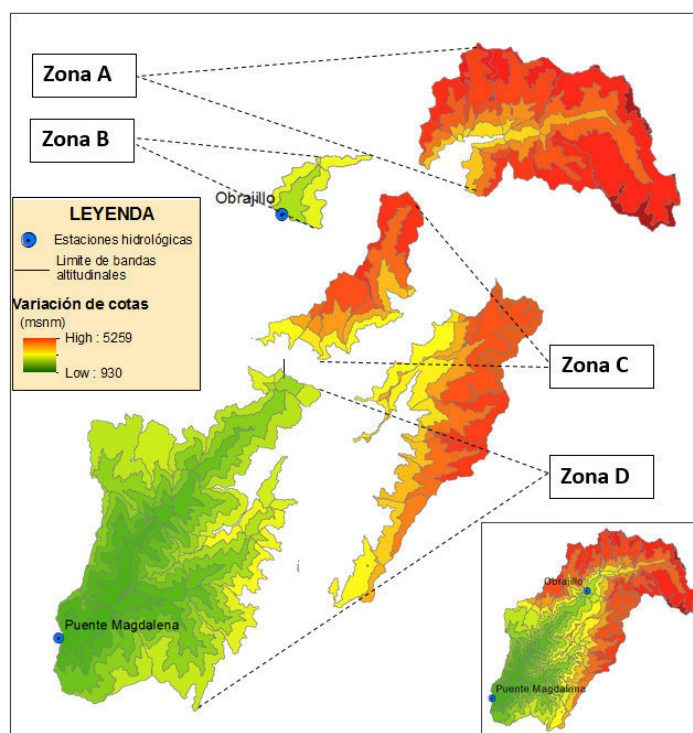 Zona A
Zona B
Obrajillo
LEYENDA
Estaciones hidrológicas
Limite de bandas
altitudinales
Variación de cotas
(msnm)
High : 5259
Low : 930
Zona C
Zona D
Puente Magdalena
Obrajillo
Puente Magdalena